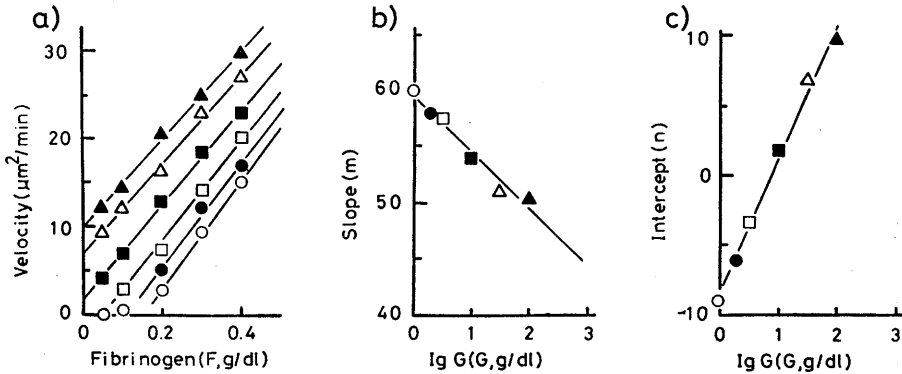 a)
30
20
10
0
Velocity (μm²/min)
0
0.2
0.4
Fibrinogen (F, g/dl)
b)
60
50
40
Slope (m)
0
1
2
3
Ig G (G, g/dl)
c)
10
0
-10
Intercept (n)
0
1
2
3
Ig G (G, g/dl)